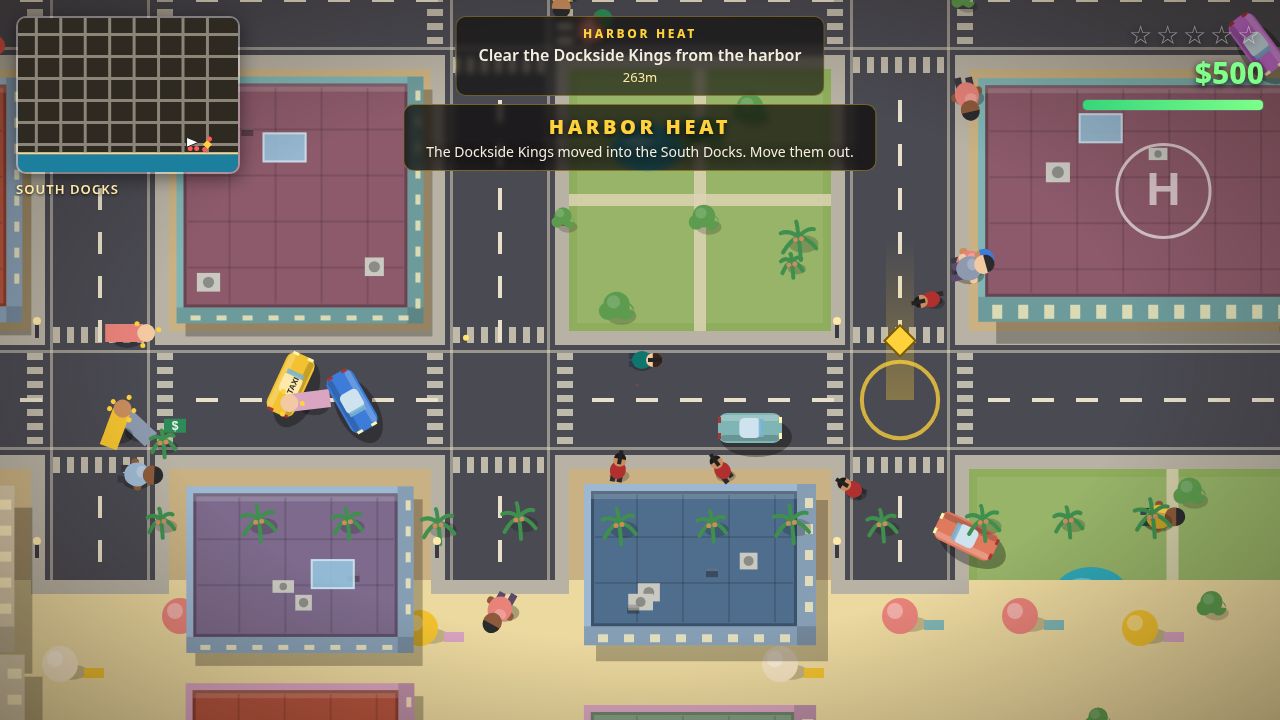 HARBOR HEAT
Clear the Dockside Kings from the harbor
263m
☆☆☆☆☆
$500
HARBOR HEAT
The Dockside Kings moved into the South Docks. Move them out.
SOUTH DOCKS
H
TAXI
$